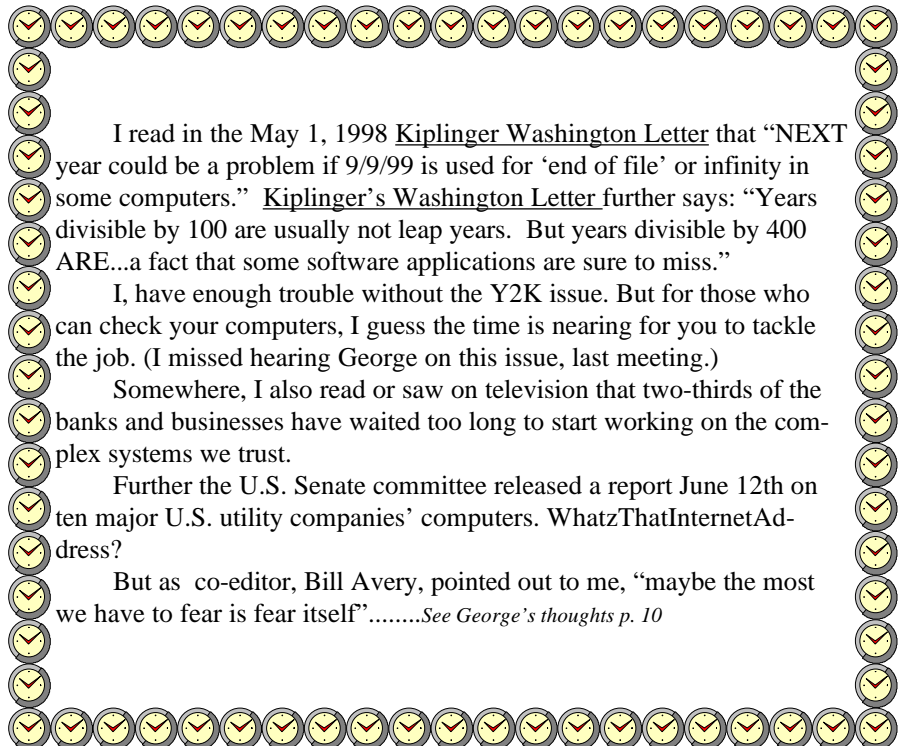 I read in the May 1, 1998 Kiplinger Washington Letter that “NEXT
year could be a problem if 9/9/99 is used for ‘end of file’ or infinity in
some computers.”  Kiplinger’s Washington Letter further says: “Years
divisible by 100 are usually not leap years.  But years divisible by 400
ARE...a fact that some software applications are sure to miss.”
I, have enough trouble without the Y2K issue. But for those who
can check your computers, I guess the time is nearing for you to tackle
the job. (I missed hearing George on this issue, last meeting.)
Somewhere, I also read or saw on television that two-thirds of the
banks and businesses have waited too long to start working on the com-
plex systems we trust.
Further the U.S. Senate committee released a report June 12th on
ten major U.S. utility companies’ computers. WhatzThatInternetAd-
dress?
But as  co-editor, Bill Avery, pointed out to me, “maybe the most
we have to fear is fear itself”........See George’s thoughts p. 10